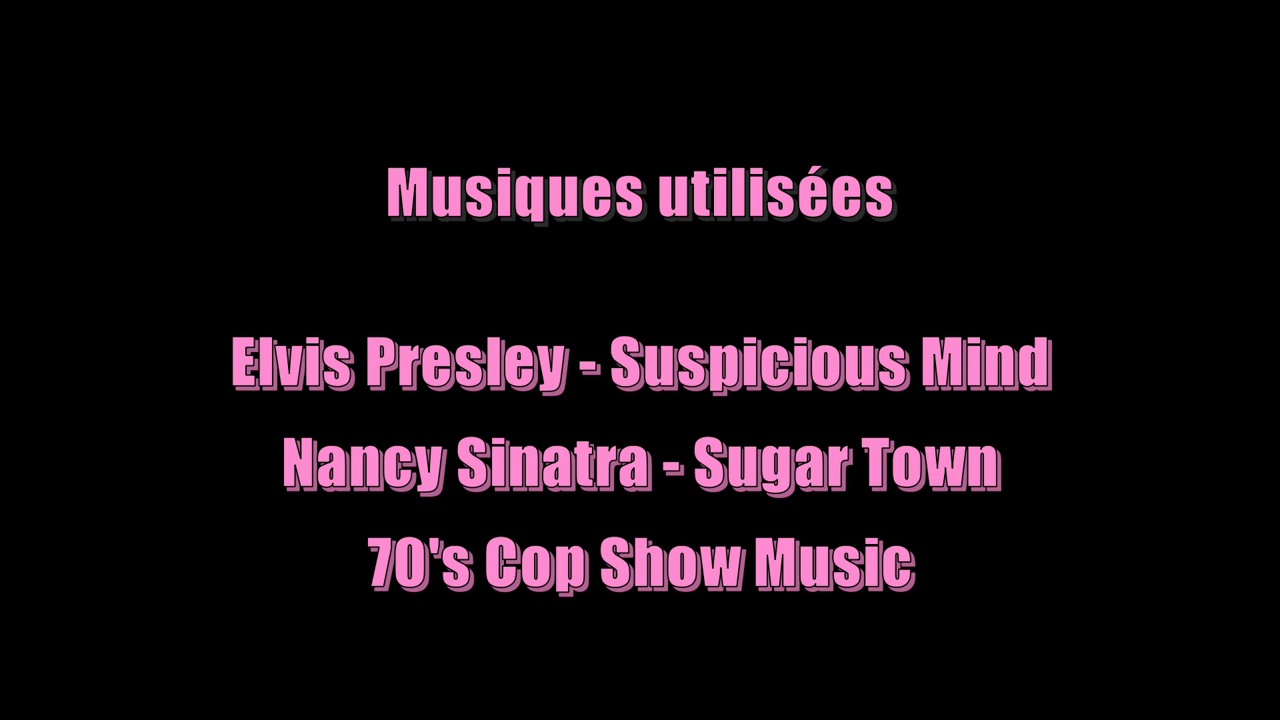 Musiques utilisées
Elvis Presley - Suspicious Mind
Nancy Sinatra - Sugar Town
70's Cop Show Music